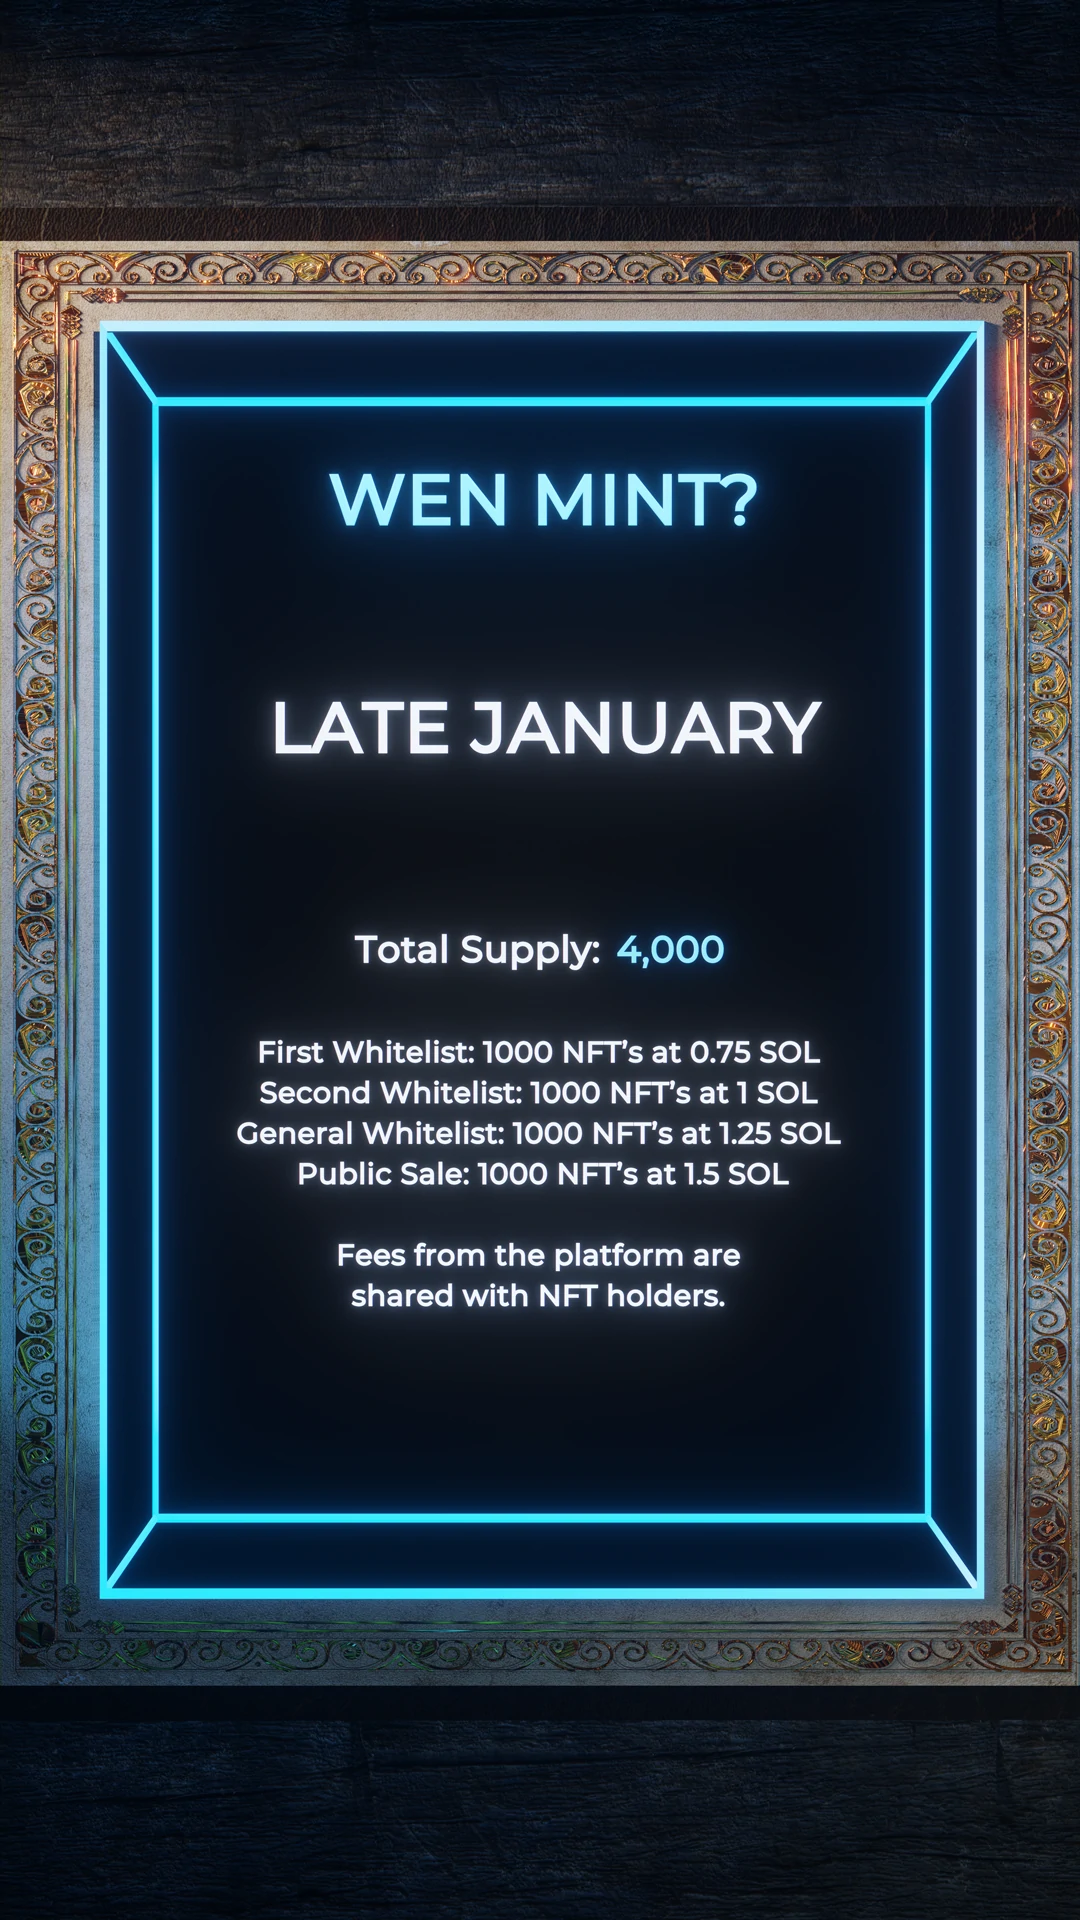 WEN MINT?
LATE JANUARY
Total Supply: 4,000
First Whitelist: 1000 NFT’s at 0.75 SOL
Second Whitelist: 1000 NFT’s at 1 SOL
General Whitelist: 1000 NFT’s at 1.25 SOL
Public Sale: 1000 NFT’s at 1.5 SOL
Fees from the platform are
shared with NFT holders.